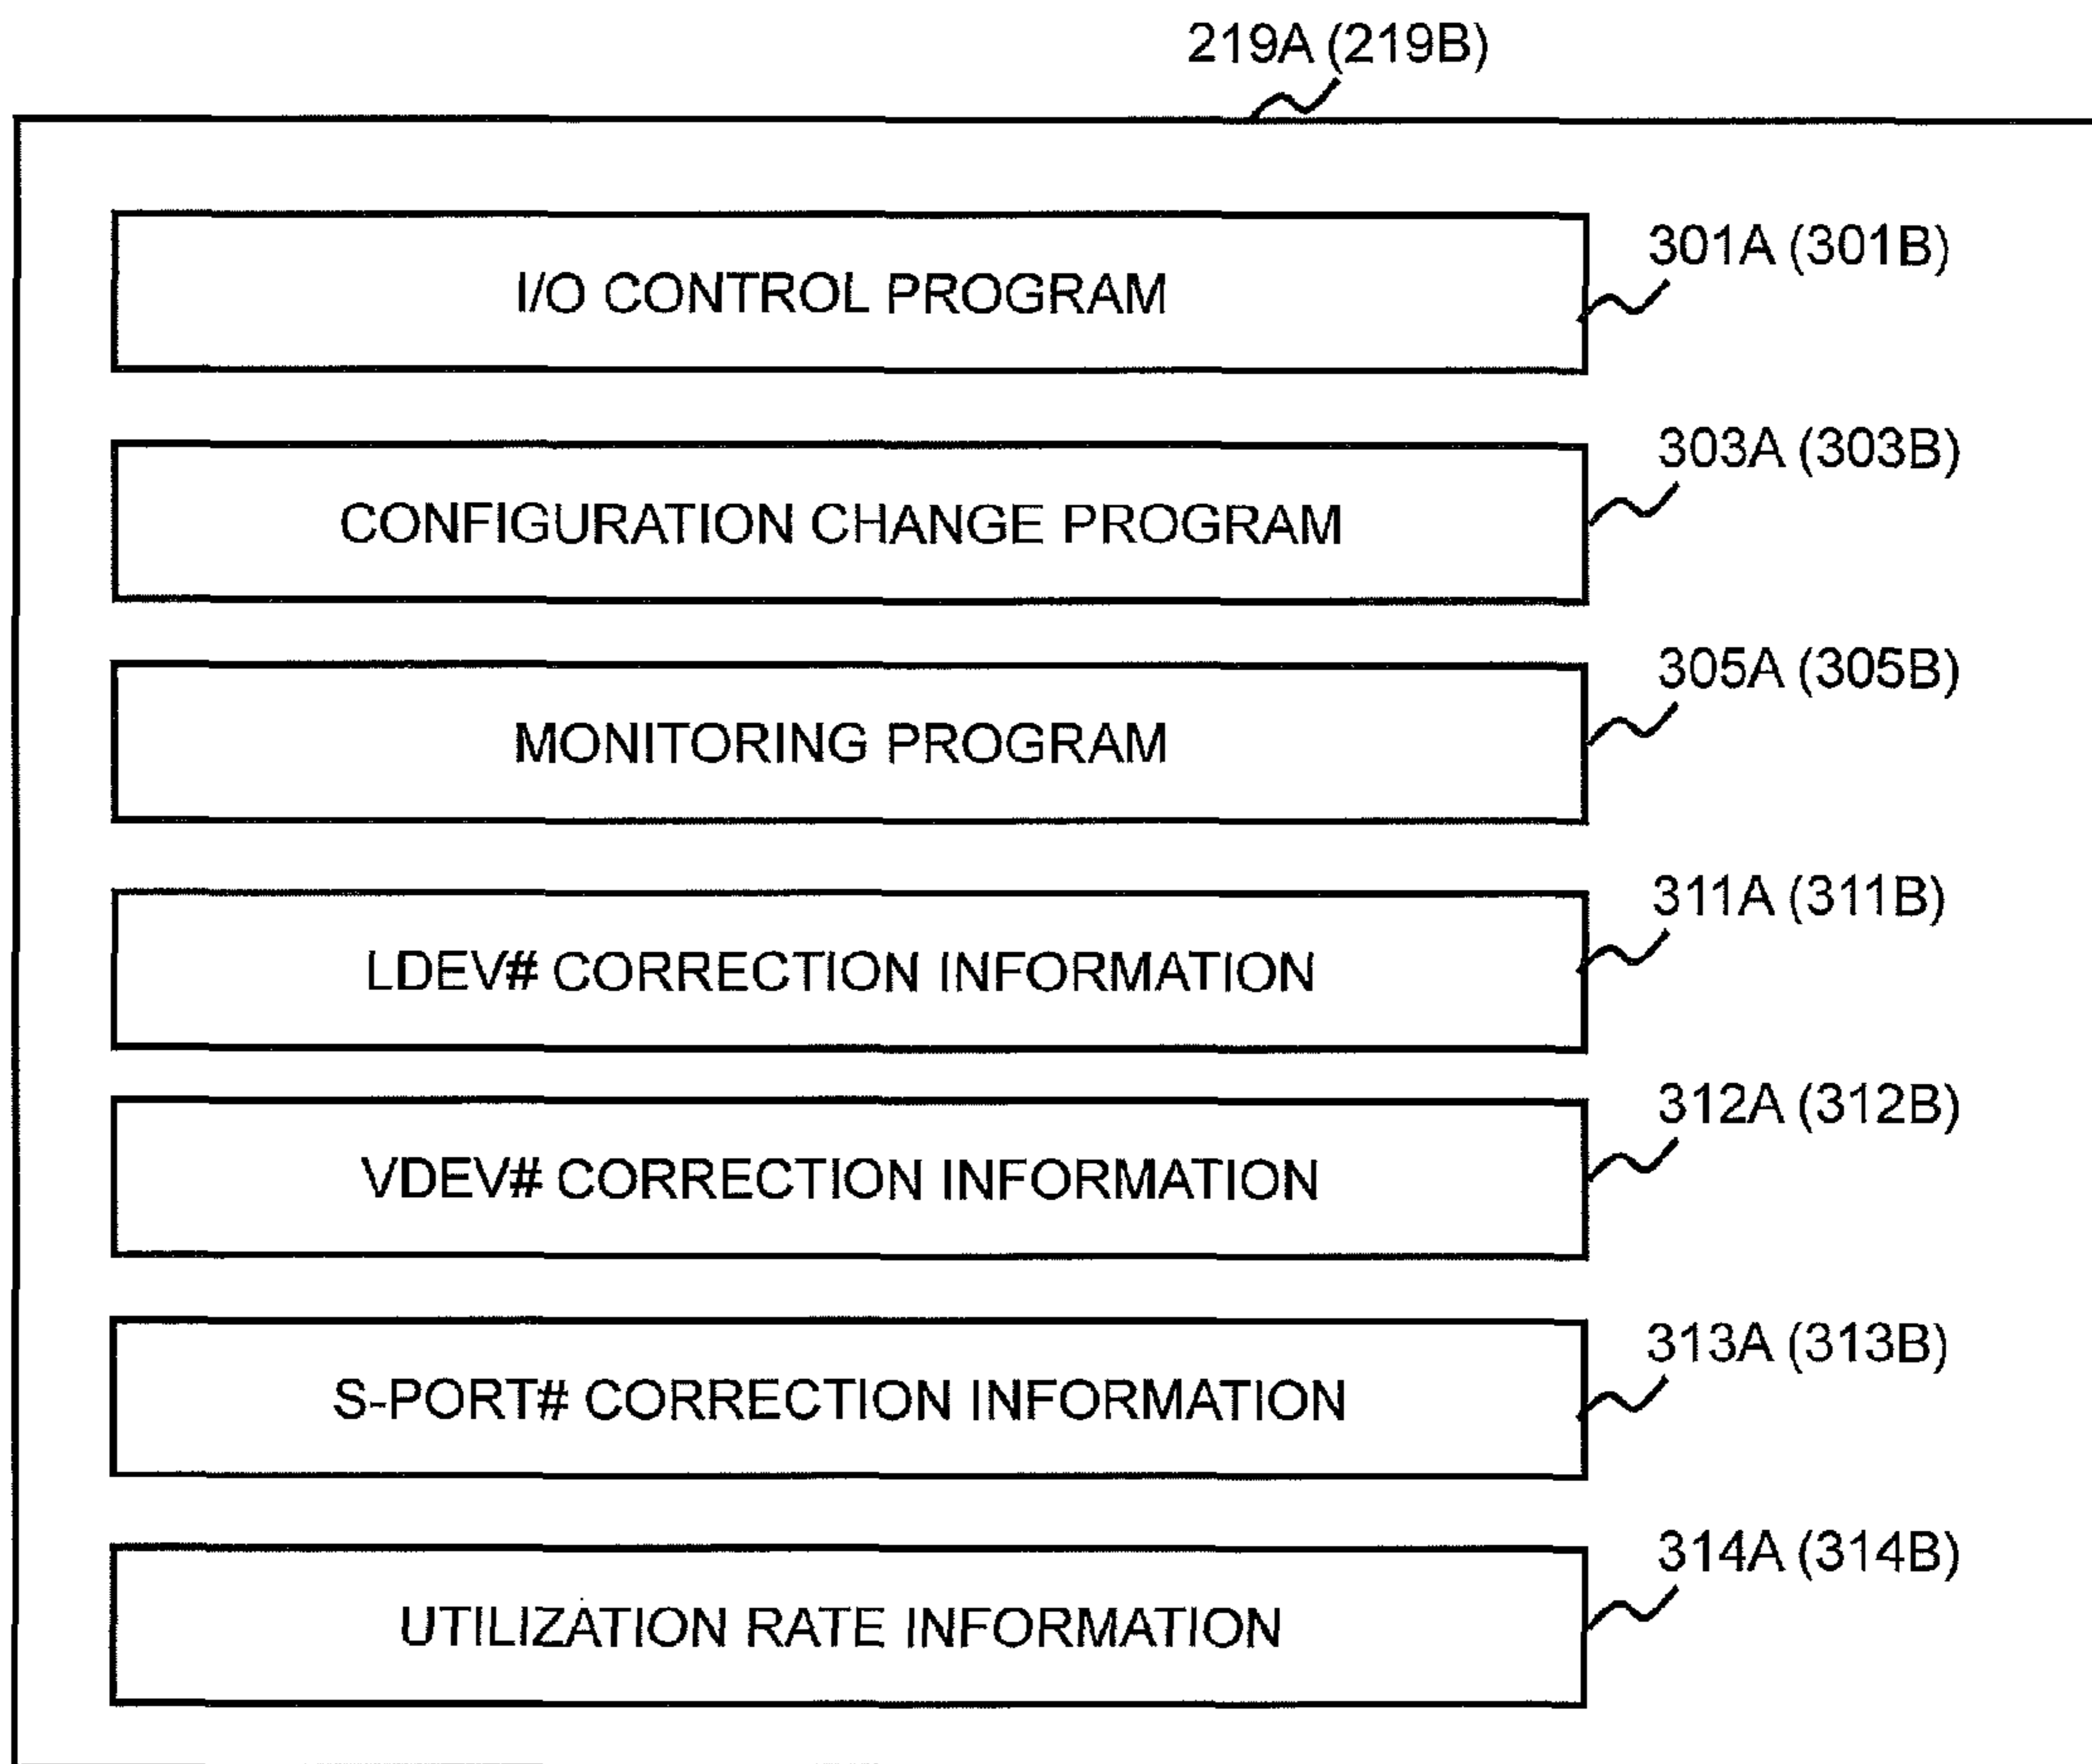 219A (219B)
301A (301B)
I/O CONTROL PROGRAM
303A (303B)
CONFIGURATION CHANGE PROGRAM
305A (305B)
MONITORING PROGRAM
311A (311B)
LDEV# CORRECTION INFORMATION
312A (312B)
VDEV# CORRECTION INFORMATION
313A (313B)
S-PORT# CORRECTION INFORMATION
314A (314B)
UTILIZATION RATE INFORMATION